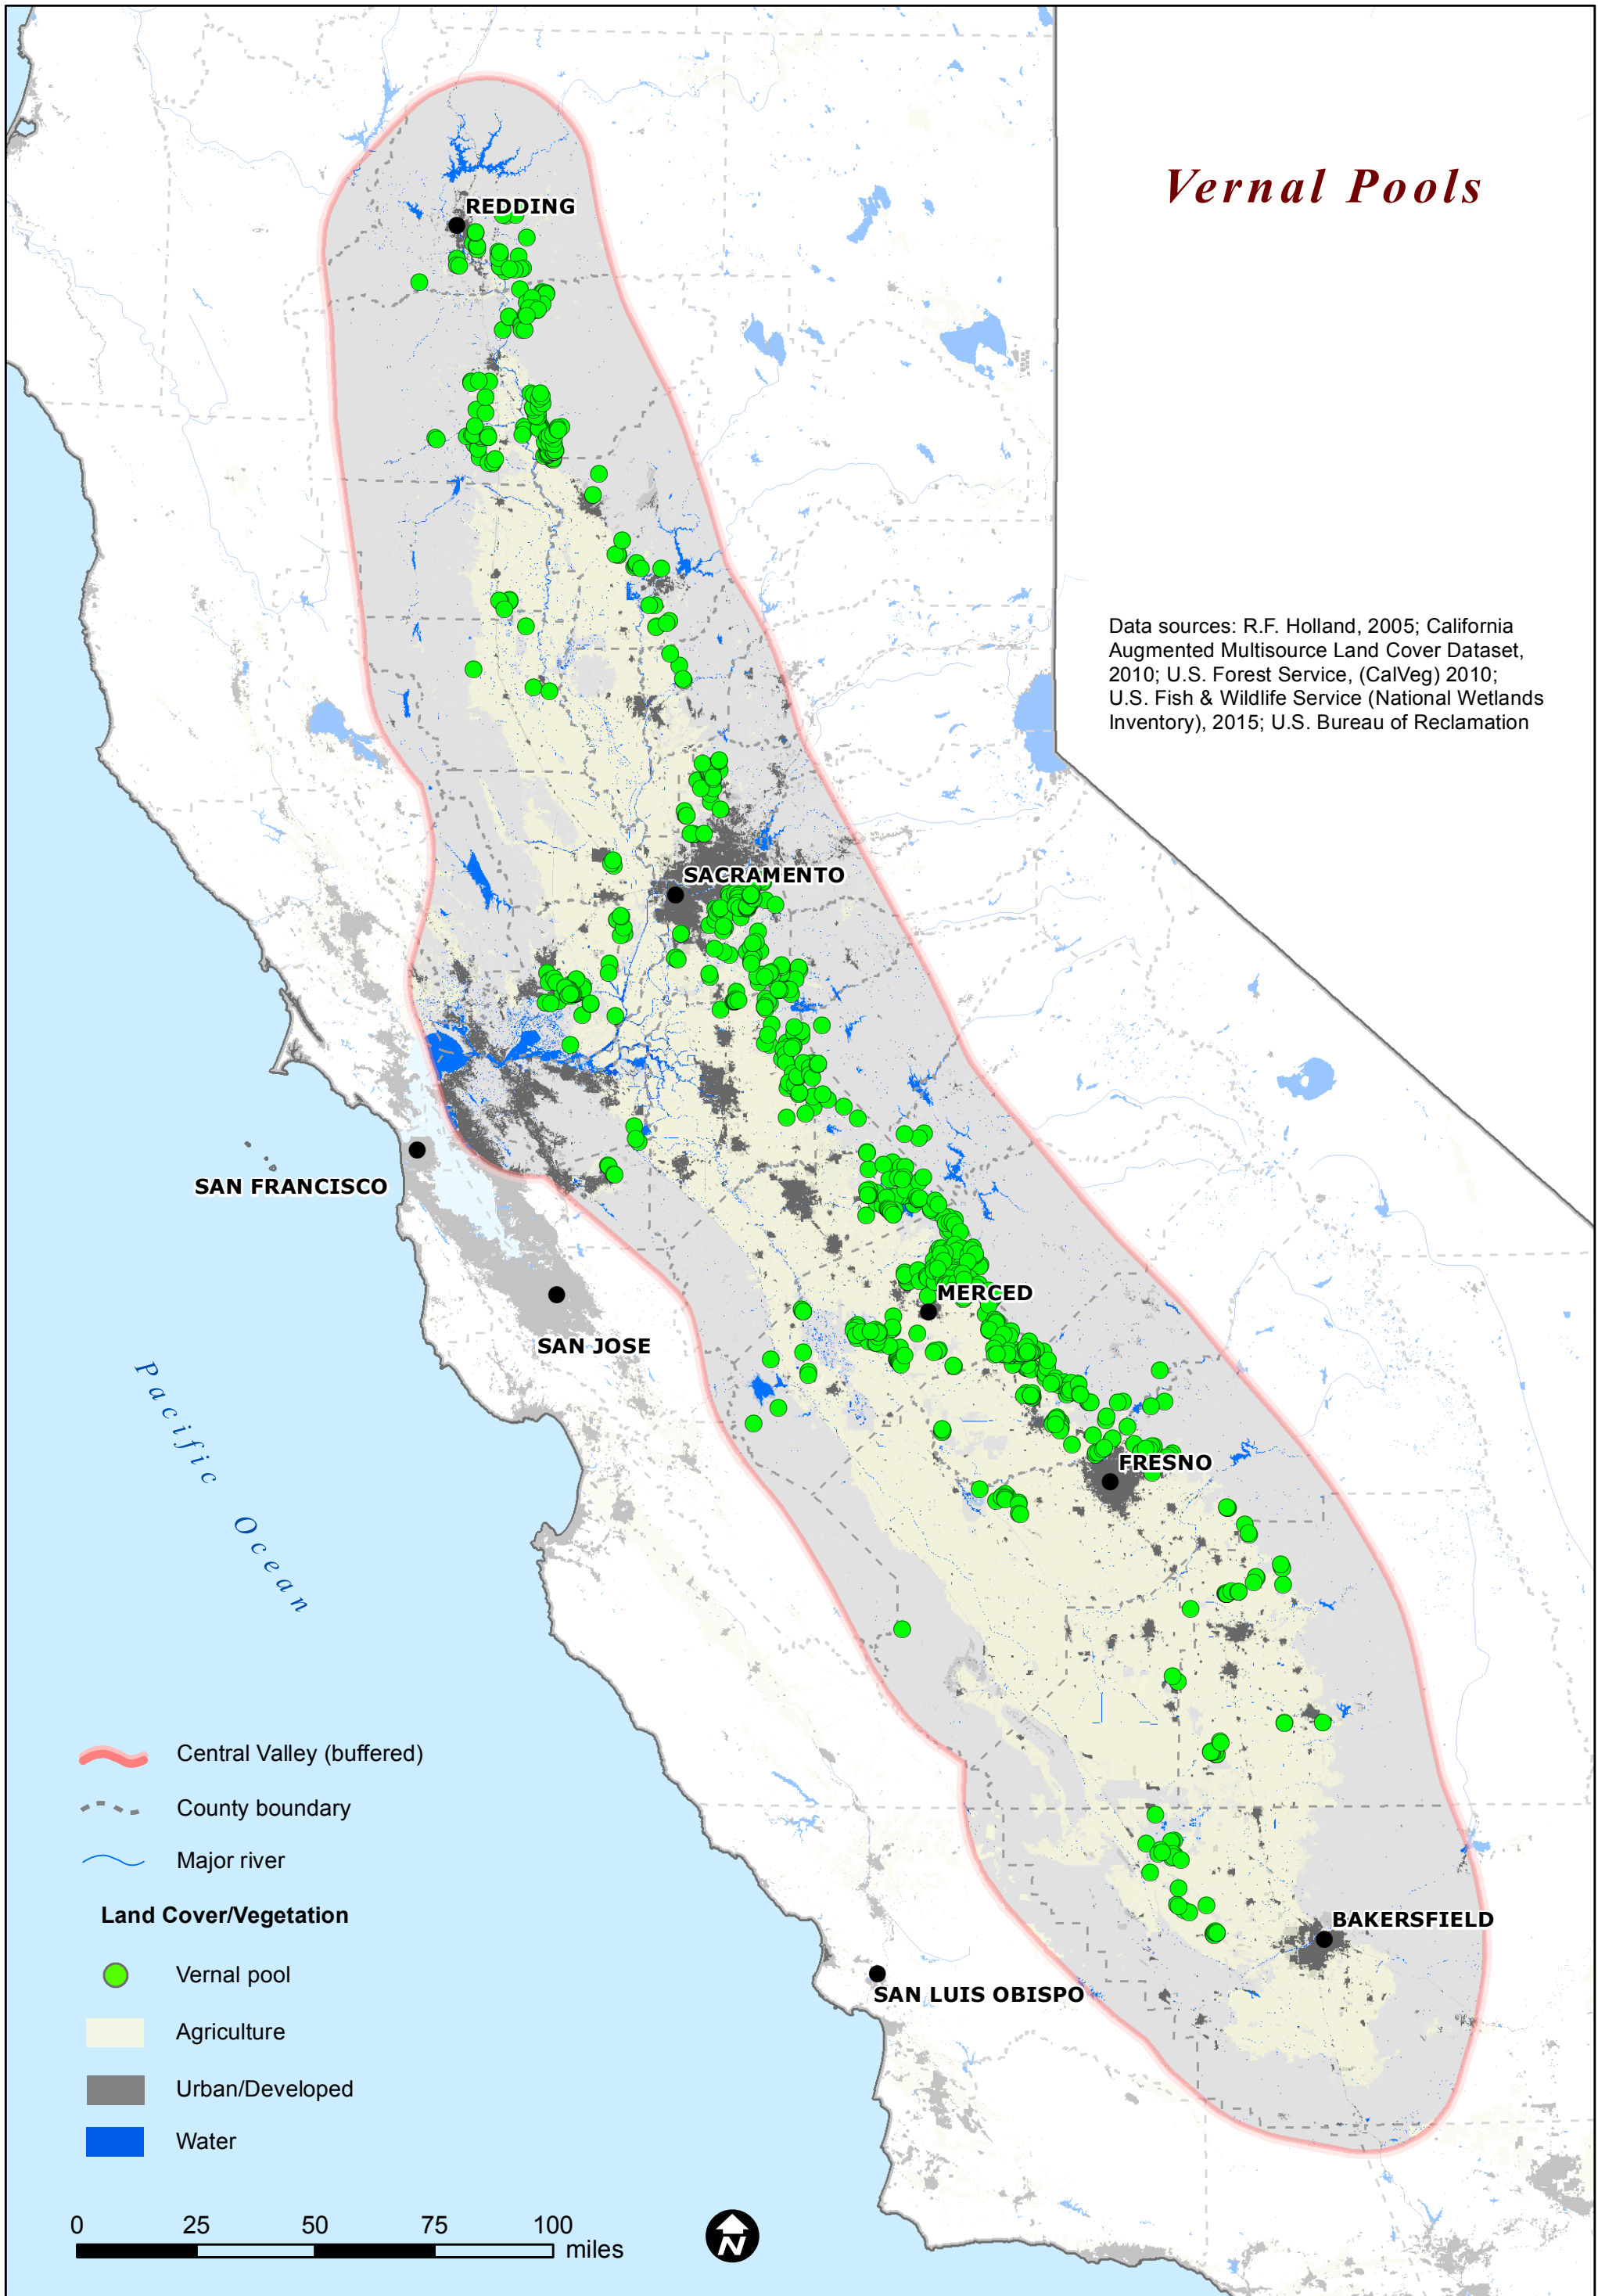 Vernal Pools
REDDING
Data sources: R.F. Holland, 2005; California
Augmented Multisource Land Cover Dataset,
2010; U.S. Forest Service, (CalVeg) 2010;
U.S. Fish & Wildlife Service (National Wetlands
Inventory), 2015; U.S. Bureau of Reclamation
SACRAMENTO
SAN FRANCISCO
MERCED
SAN JOSE
Pacific Ocean
FRESNO
BAKERSFIELD
SAN LUIS OBISPO
Central Valley (buffered)
County boundary
Major river
Land Cover/Vegetation
Vernal pool
Agriculture
Urban/Developed
Water
0 25 50 75 100
miles
N